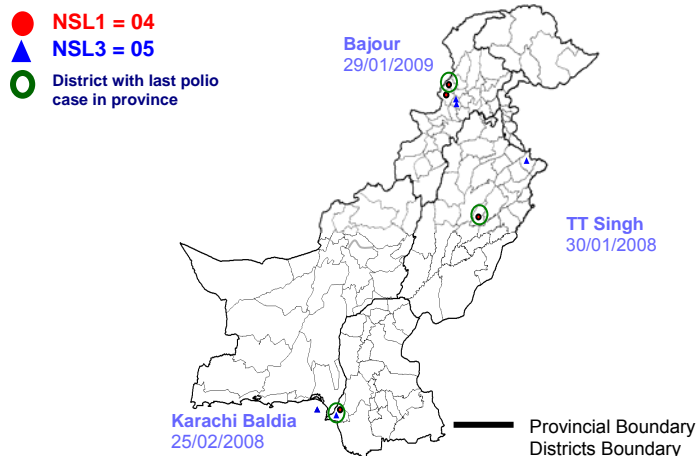 NSL1 = 04
NSL3 = 05
District with last polio
case in province
Bajour
29/01/2009
TT Singh
30/01/2008
Karachi Baldia
25/02/2008
Provincial Boundary
Districts Boundary